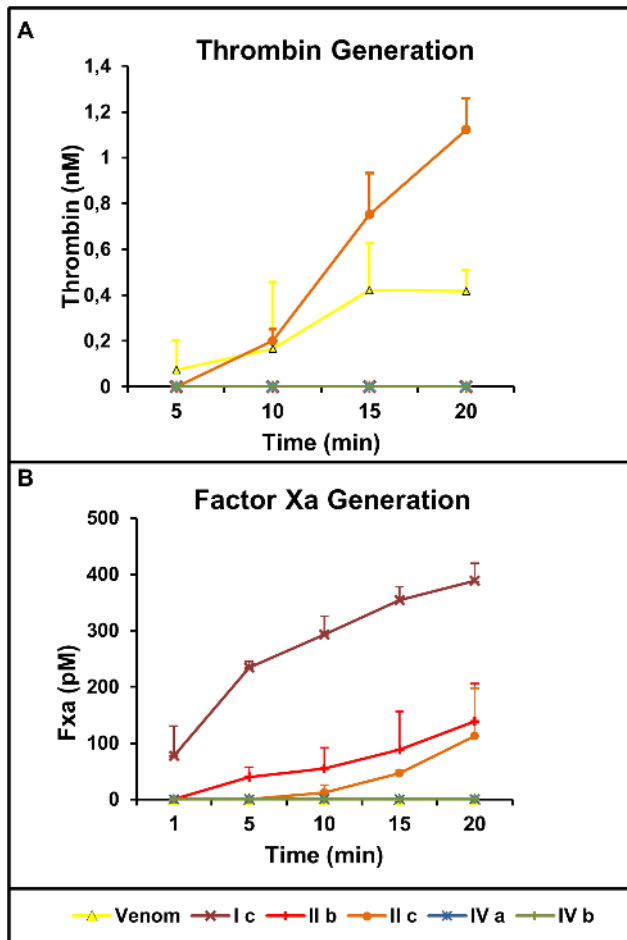 A
Thrombin Generation
1,4
1,2
1
0,8
0,6
0,4
0,2
0
Thrombin (nM)
5 10 15 20
Time (min)
B
Factor Xa Generation
500
400
300
200
100
0
Fxa (pM)
1 5 10 15 20
Time (min)
Venom I c II b II c IV a IV b